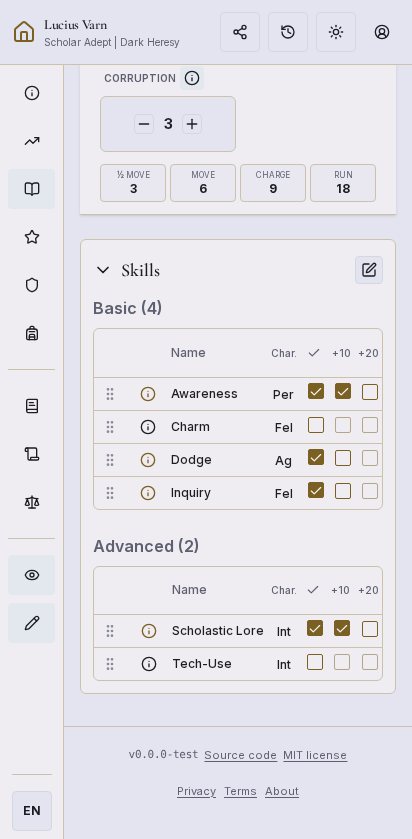 Lucius Varn
Scholar Adept | Dark Heresy
CORRUPTION
3
½ MOVE MOVE CHARGE RUN
3 6 9 18
Skills
Basic (4)
Name Char. +10 +20
Awareness Per
Charm Fel
Dodge Ag
Inquiry Fel
Advanced (2)
Name Char. +10 +20
Scholastic Lore Int
Tech-Use Int
v0.0.0-test Source code MIT license
Privacy Terms About
EN